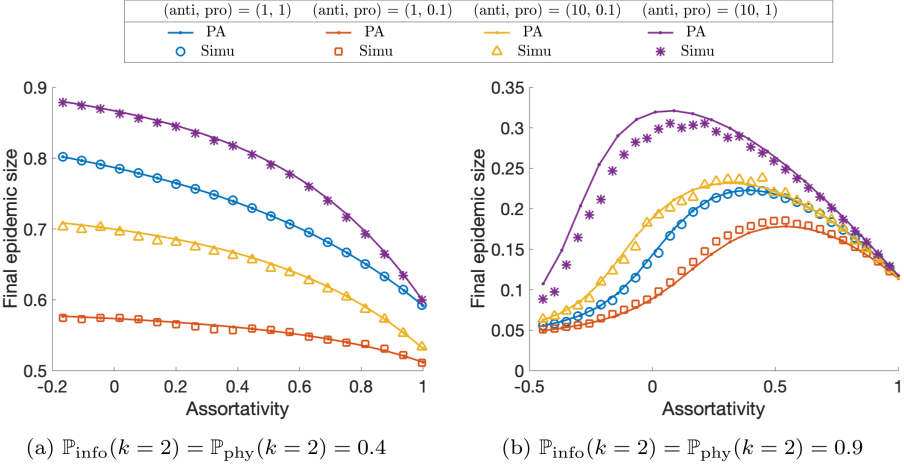 (anti, pro) = (1, 1) (anti, pro) = (1, 0.1) (anti, pro) = (10, 0.1) (anti, pro) = (10, 1)
PA PA PA PA
Simu Simu Simu Simu
0.9
0.8
0.7
0.6
0.5
Final epidemic size
-0.2 0 0.2 0.4 0.6 0.8 1
Assortativity
(a) ℙinfo(k = 2) = ℙphy(k = 2) = 0.4
0.35
0.3
0.25
0.2
0.15
0.1
0.05
0
Final epidemic size
-0.5 0 0.5 1
Assortativity
(b) ℙinfo(k = 2) = ℙphy(k = 2) = 0.9